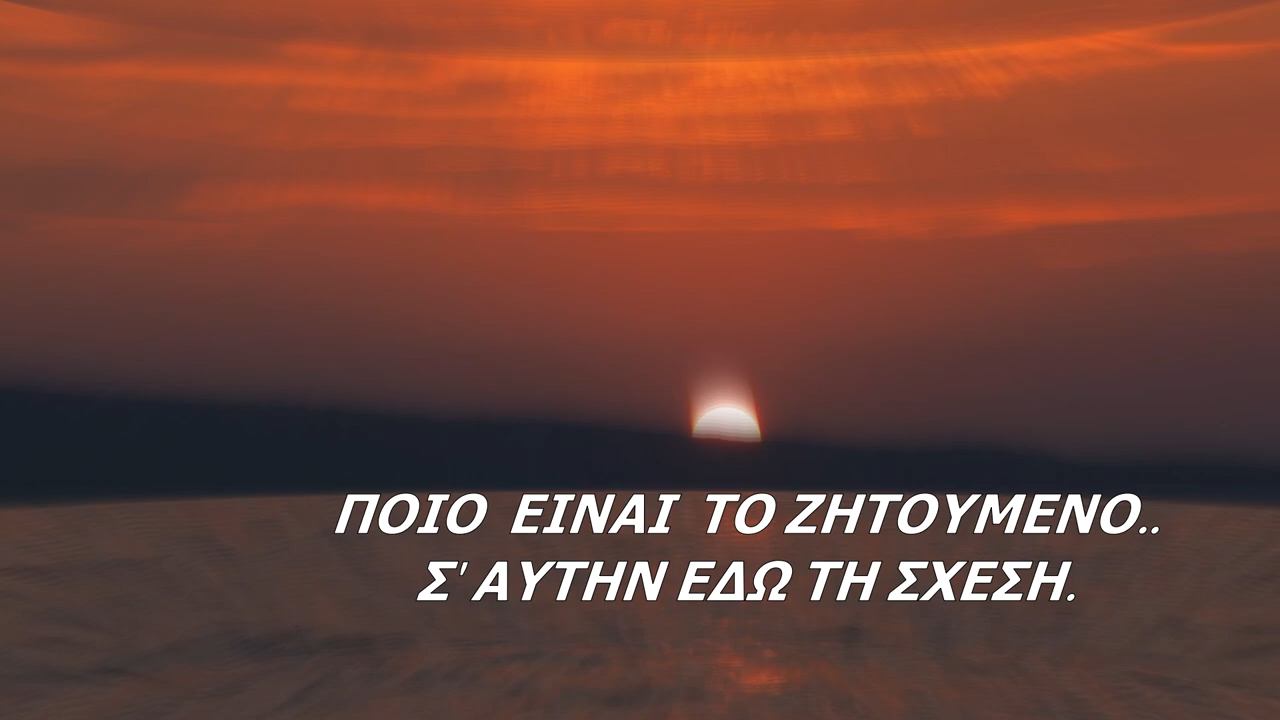 ΠΟΙΟ ΕΙΝΑΙ ΤΟ ΖΗΤΟΥΜΕΝΟ..
Σ' ΑΥΤΗΝ ΕΔΩ ΤΗ ΣΧΕΣΗ.